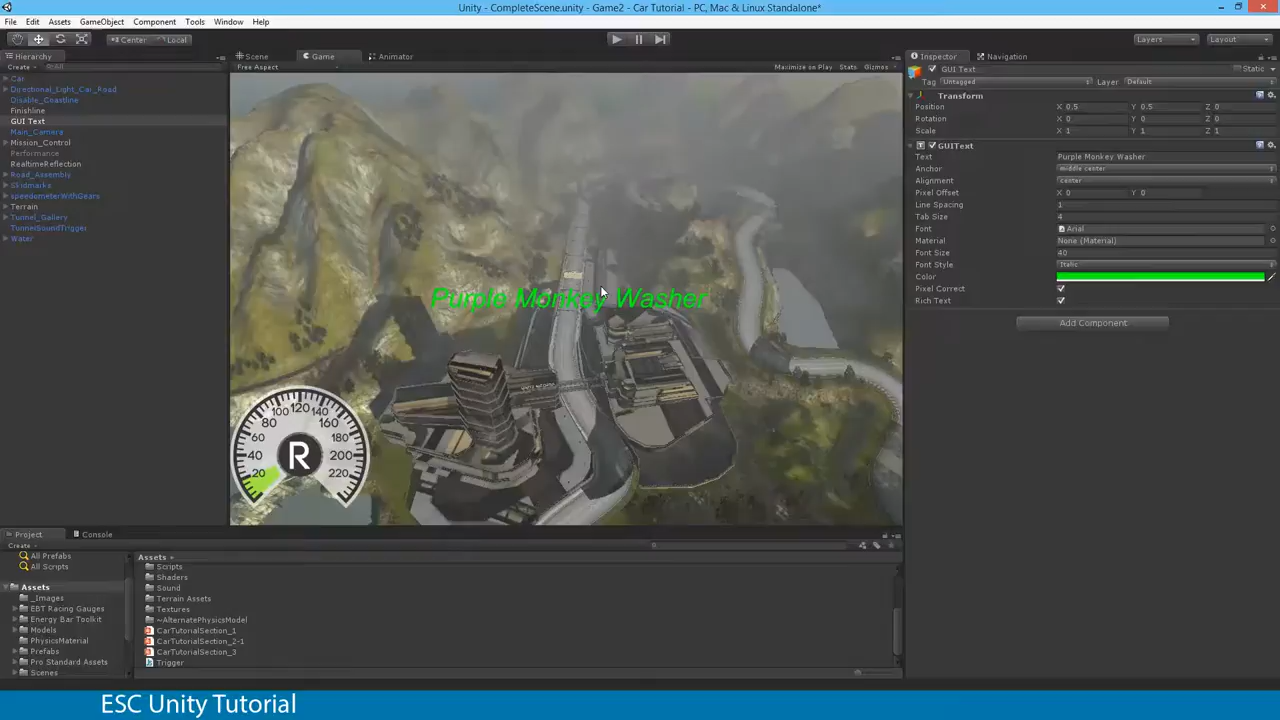 Unity - CompleteScene.unity - Game2 - Car Tutorial - PC, Mac & Linux Standalone*
File Edit Assets GameObject Component Tools Window Help
Center Local Layers Layout
Hierarchy
Create All
Car
Directional_Light_Car_Road
Disable_Coastline
Finishline
GUI Text
Main_Camera
Mission_Control
Performance
RealtimeReflection
Road_Assembly
Skidmarks
speedometerWithGears
Terrain
Tunnel_Gallery
TunnelSoundTrigger
Water
Scene Game Animator
Free Aspect Maximize on Play Stats Gizmos
Purple Monkey Washer
20 40 60 80 100 120 140 160 180 200 220
R
Inspector Navigation
GUI Text Static
Tag Untagged Layer Default
Transform
Position X 0.5 Y 0.5 Z 0
Rotation X 0 Y 0 Z 0
Scale X 1 Y 1 Z 1
GUIText
Text Purple Monkey Washer
Anchor middle center
Alignment center
Pixel Offset X 0 Y 0
Line Spacing 1
Tab Size 4
Font Arial
Material None (Material)
Font Size 40
Font Style Italic
Color
Pixel Correct
Rich Text
Add Component
Project Console
Create
All Prefabs
All Scripts
Assets
_Images
EBT Racing Gauges
Energy Bar Toolkit
Models
PhysicsMaterial
Prefabs
Pro Standard Assets
Scenes
Assets
Scripts
Shaders
Sound
Terrain Assets
Textures
~AlternatePhysicsModel
CarTutorialSection_1
CarTutorialSection_2-1
CarTutorialSection_3
Trigger
ESC Unity Tutorial